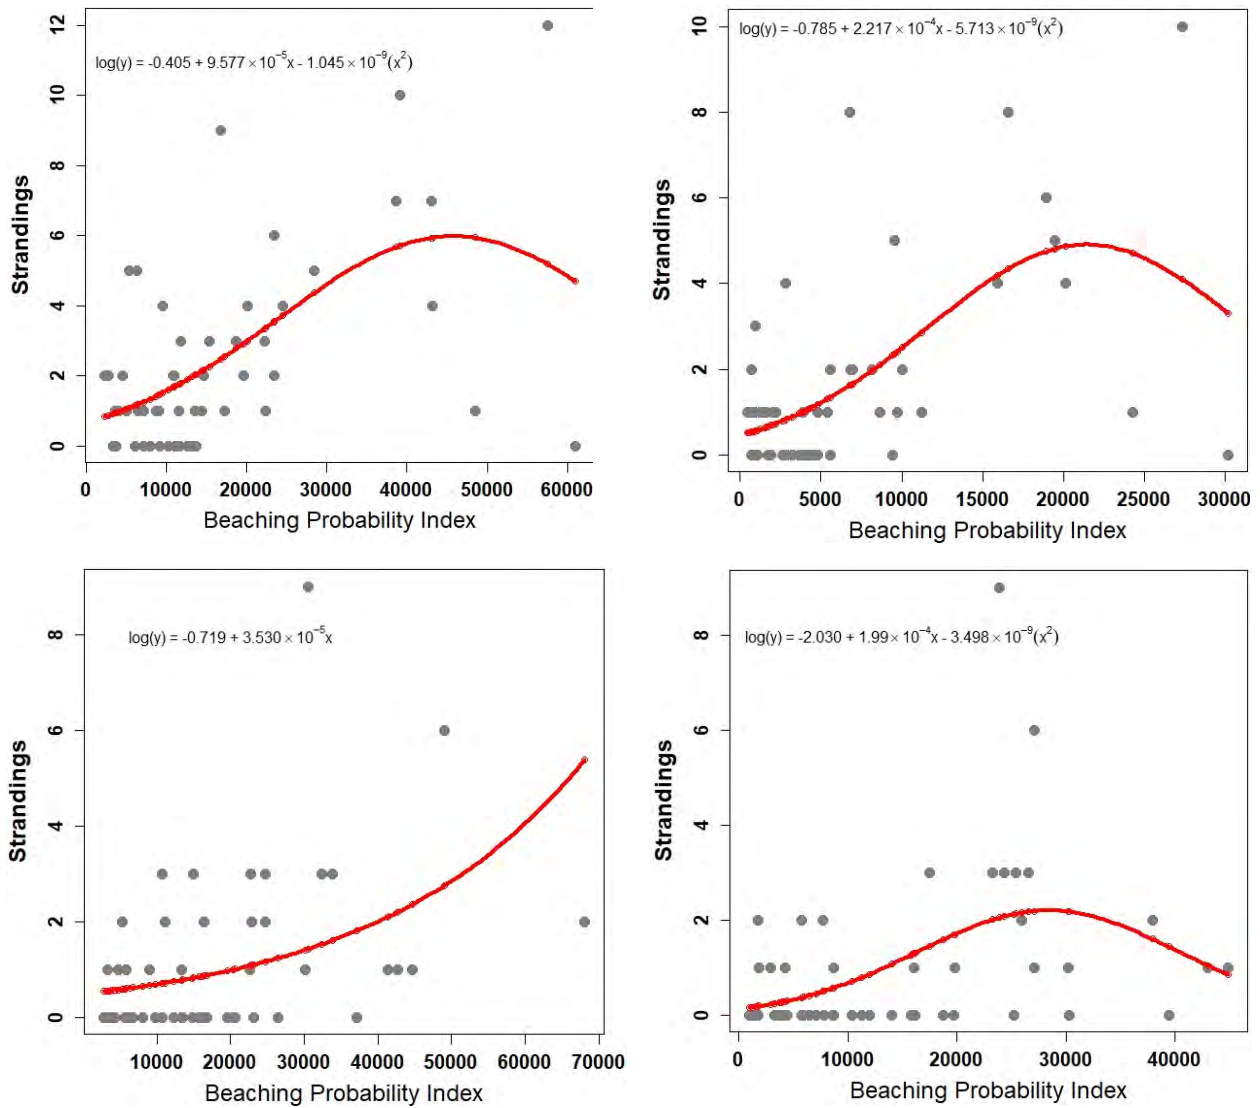 log(y) = -0.405 + 9.577 × 10⁻⁵x - 1.045 × 10⁻⁹(x²)
Strandings
12
10
8
6
4
2
0
0 10000 20000 30000 40000 50000 60000
Beaching Probability Index
log(y) = -0.785 + 2.217 × 10⁻⁴x - 5.713 × 10⁻⁹(x²)
Strandings
10
8
6
4
2
0
0 5000 10000 15000 20000 25000 30000
Beaching Probability Index
log(y) = -0.719 + 3.530 × 10⁻⁵x
Strandings
8
6
4
2
0
10000 20000 30000 40000 50000 60000 70000
Beaching Probability Index
log(y) = -2.030 + 1.99 × 10⁻⁴x - 3.498 × 10⁻⁹(x²)
Strandings
8
6
4
2
0
0 10000 20000 30000 40000
Beaching Probability Index